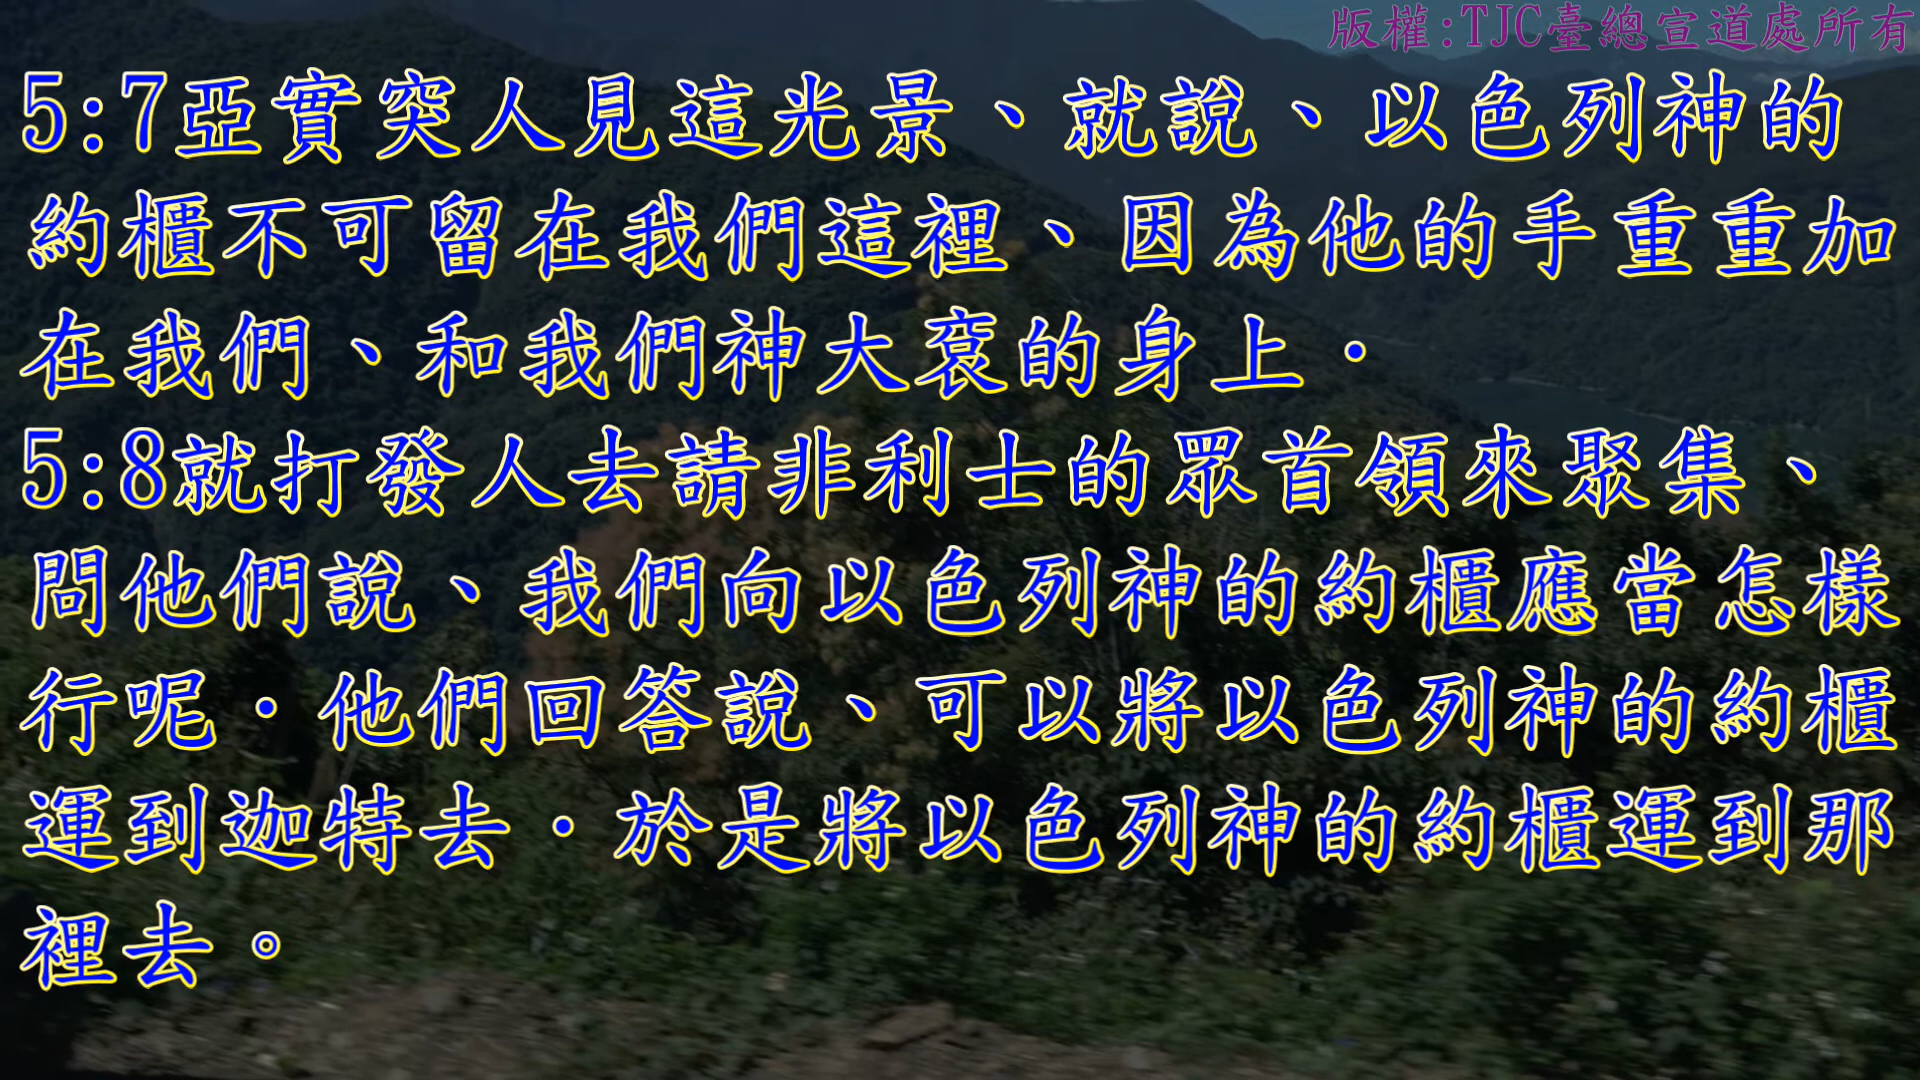 版權:TJC臺總宣道處所有
5:7亞實突人見這光景、就說、以色列神的
約櫃不可留在我們這裡、因為他的手重重加
在我們、和我們神大袞的身上．
5:8就打發人去請非利士的眾首領來聚集、
問他們說、我們向以色列神的約櫃應當怎樣
行呢．他們回答說、可以將以色列神的約櫃
運到迦特去．於是將以色列神的約櫃運到那
裡去。